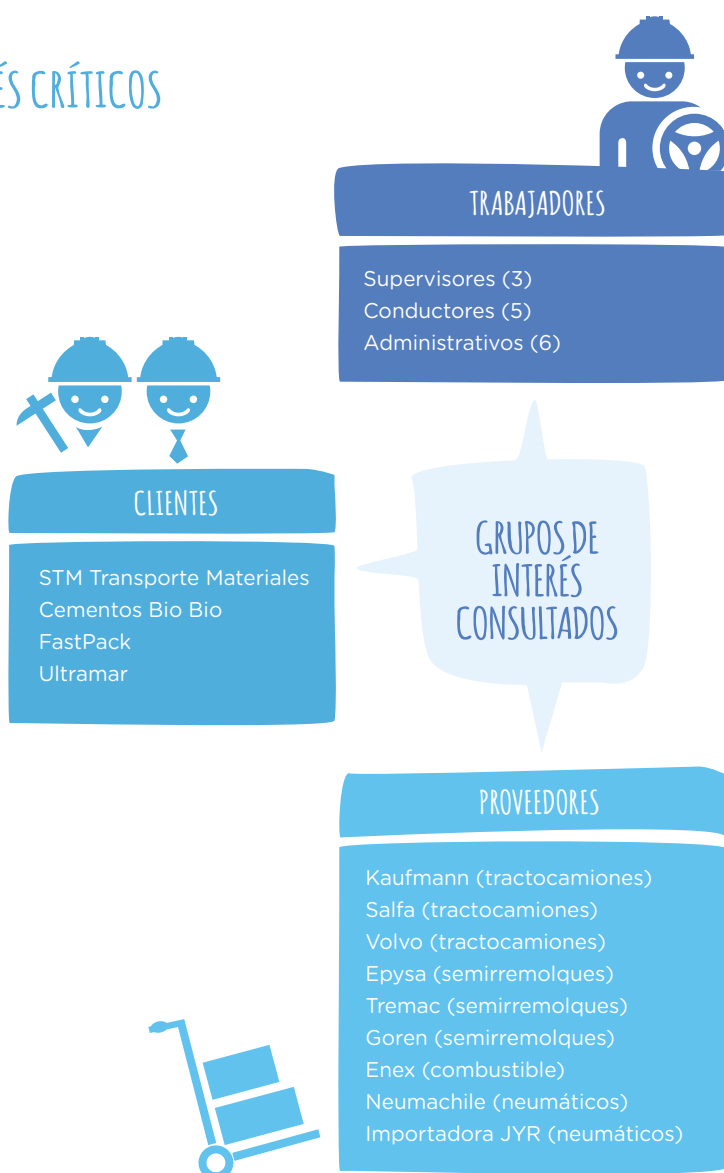 ÉS CRÍTICOS
TRABAJADORES
Supervisores (3)
Conductores (5)
Administrativos (6)
CLIENTES
STM Transporte Materiales
Cementos Bio Bio
FastPack
Ultramar
GRUPOS DE
INTERÉS
CONSULTADOS
PROVEEDORES
Kaufmann (tractocamiones)
Salfa (tractocamiones)
Volvo (tractocamiones)
Epysa (semirremolques)
Tremac (semirremolques)
Goren (semirremolques)
Enex (combustible)
Neumachile (neumáticos)
Importadora JYR (neumáticos)